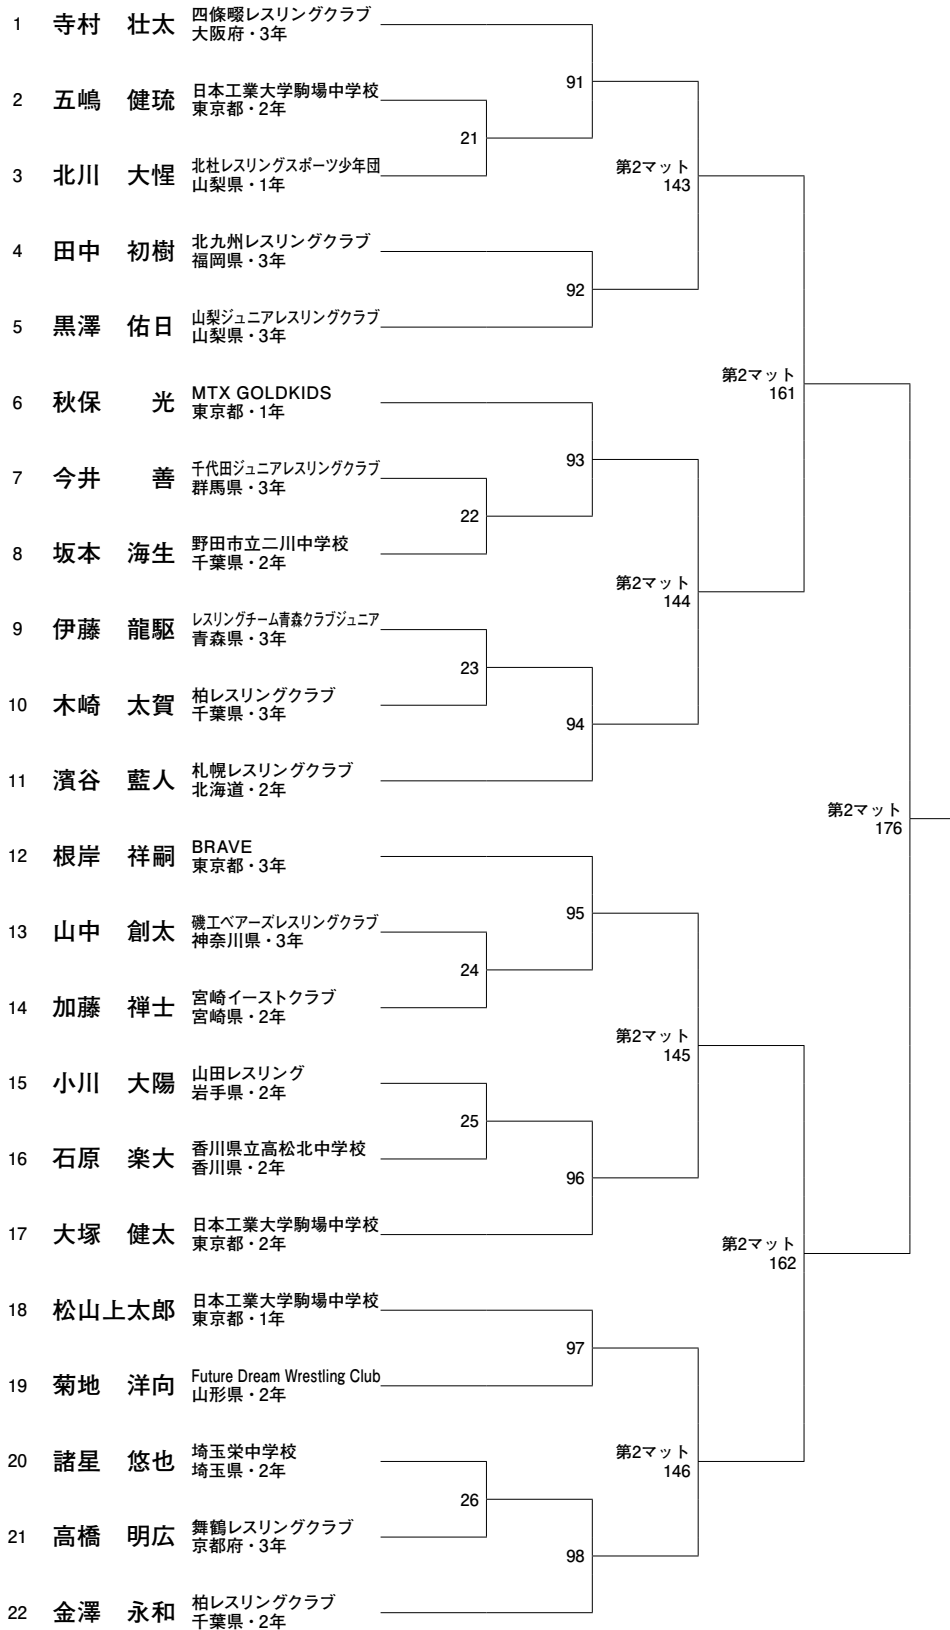 1 寺村 壮太 四條畷レスリングクラブ
大阪府・3年
91
2 五嶋 健琉 日本工業大学駒場中学校
東京都・2年
21
3 北川 大惺 北杜レスリングスポーツ少年団
山梨県・1年
第2マット
143
4 田中 初樹 北九州レスリングクラブ
福岡県・3年
92
5 黒澤 佑日 山梨ジュニアレスリングクラブ
山梨県・3年
第2マット
161
6 秋保 光 MTX GOLDKIDS
東京都・1年
93
7 今井 善 千代田ジュニアレスリングクラブ
群馬県・3年
22
8 坂本 海生 野田市立二川中学校
千葉県・2年
第2マット
144
9 伊藤 龍駆 レスリングチーム青森クラブジュニア
青森県・3年
23
10 木崎 太賀 柏レスリングクラブ
千葉県・3年
94
11 濱谷 藍人 札幌レスリングクラブ
北海道・2年
第2マット
176
12 根岸 祥嗣 BRAVE
東京都・3年
95
13 山中 創太 磯工ベアーズレスリングクラブ
神奈川県・3年
24
14 加藤 禅士 宮崎イーストクラブ
宮崎県・2年
第2マット
145
15 小川 大陽 山田レスリング
岩手県・2年
25
16 石原 楽大 香川県立高松北中学校
香川県・2年
96
17 大塚 健太 日本工業大学駒場中学校
東京都・2年
第2マット
162
18 松山上太郎 日本工業大学駒場中学校
東京都・1年
97
19 菊地 洋向 Future Dream Wrestling Club
山形県・2年
20 諸星 悠也 埼玉栄中学校
埼玉県・2年
第2マット
146
26
21 高橋 明広 舞鶴レスリングクラブ
京都府・3年
98
22 金澤 永和 柏レスリングクラブ
千葉県・2年